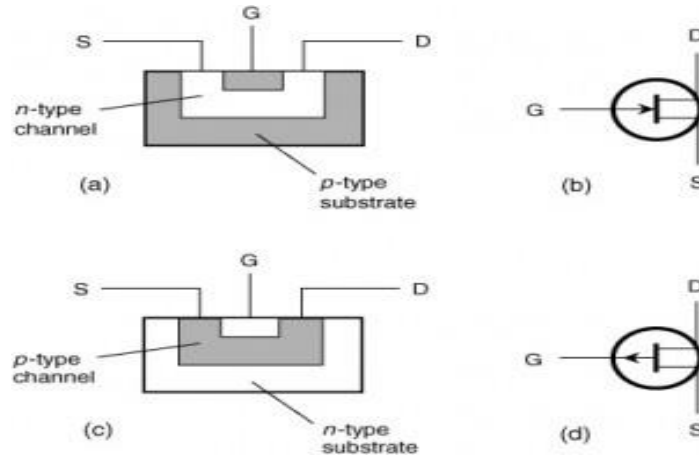 G
S D
n-type
channel
(a)
p-type
substrate
D
G
S
(b)
G
S D
p-type
channel
(c)
n-type
substrate
D
G
S
(d)